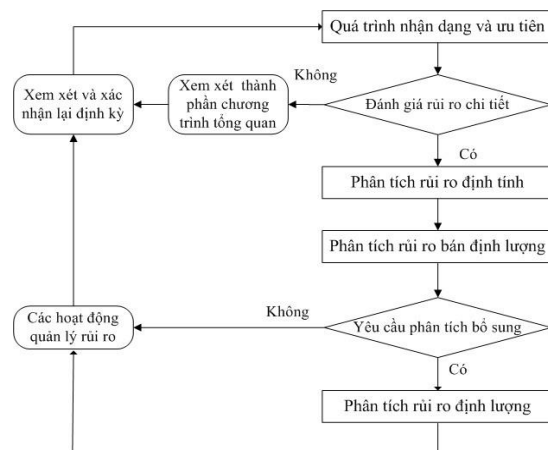 Quá trình nhận dạng và ưu tiên
Không
Xem xét và xác
nhận lại định kỳ
Xem xét thành
phần chương
trình tổng quan
Đánh giá rủi ro chi tiết
Có
Phân tích rủi ro định tính
Phân tích rủi ro bán định lượng
Không
Các hoạt động
quản lý rủi ro
Yêu cầu phân tích bổ sung
Có
Phân tích rủi ro định lượng